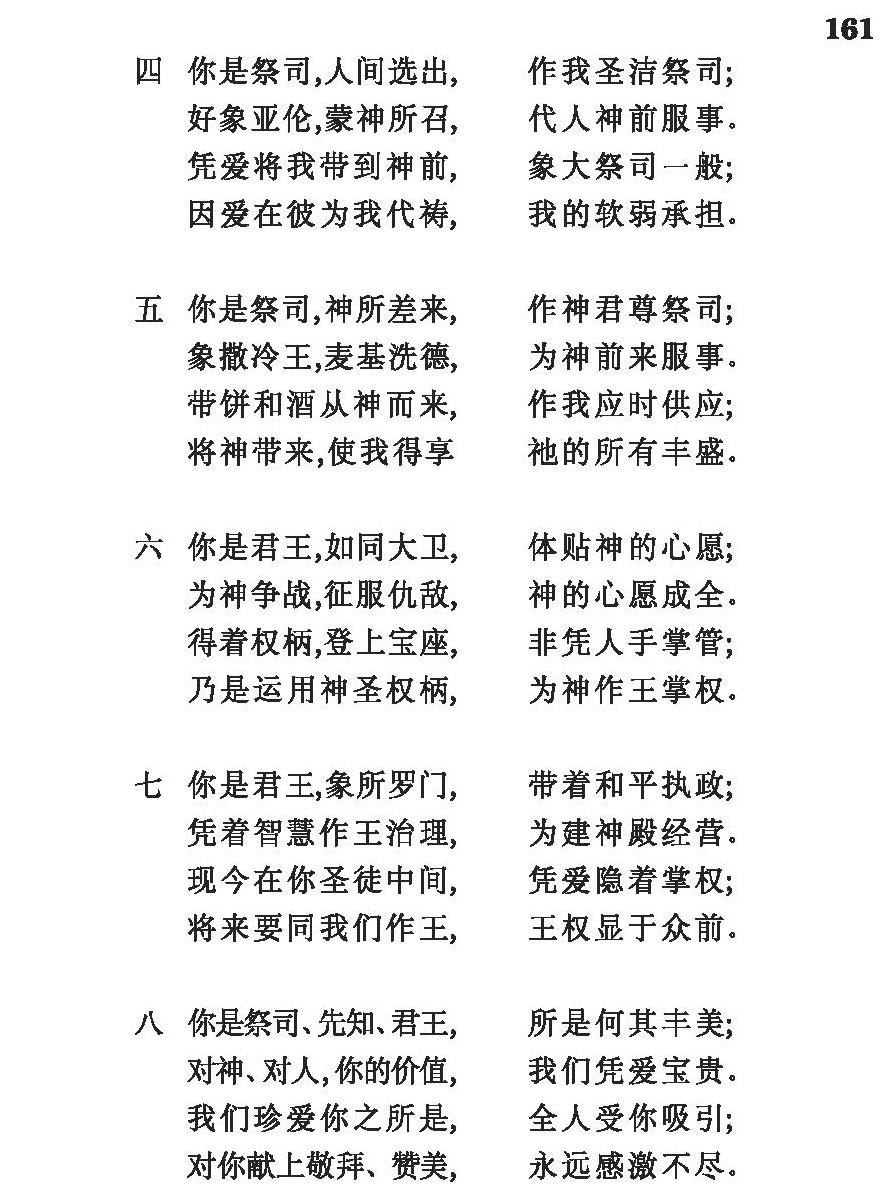 161
四 你是祭司,人间选出, 作我圣洁祭司;
好象亚伦,蒙神所召, 代人神前服事。
凭爱将我带到神前, 象大祭司一般;
因爱在彼为我代祷, 我的软弱承担。
五 你是祭司,神所差来, 作神君尊祭司;
象撒冷王,麦基洗德, 为神前来服事。
带饼和酒从神而来, 作我应时供应;
将神带来,使我得享 祂的所有丰盛。
六 你是君王,如同大卫, 体贴神的心愿;
为神争战,征服仇敌, 神的心愿成全。
得着权柄,登上宝座, 非凭人手掌管;
乃是运用神圣权柄, 为神作王掌权。
七 你是君王,象所罗门, 带着和平执政;
凭着智慧作王治理, 为建神殿经营。
现今在你圣徒中间, 凭爱隐着掌权;
将来要同我们作王, 王权显于众前。
八 你是祭司、先知、君王, 所是何其丰美;
对神、对人,你的价值, 我们凭爱宝贵。
我们珍爱你之所是, 全人受你吸引;
对你献上敬拜、赞美, 永远感激不尽。